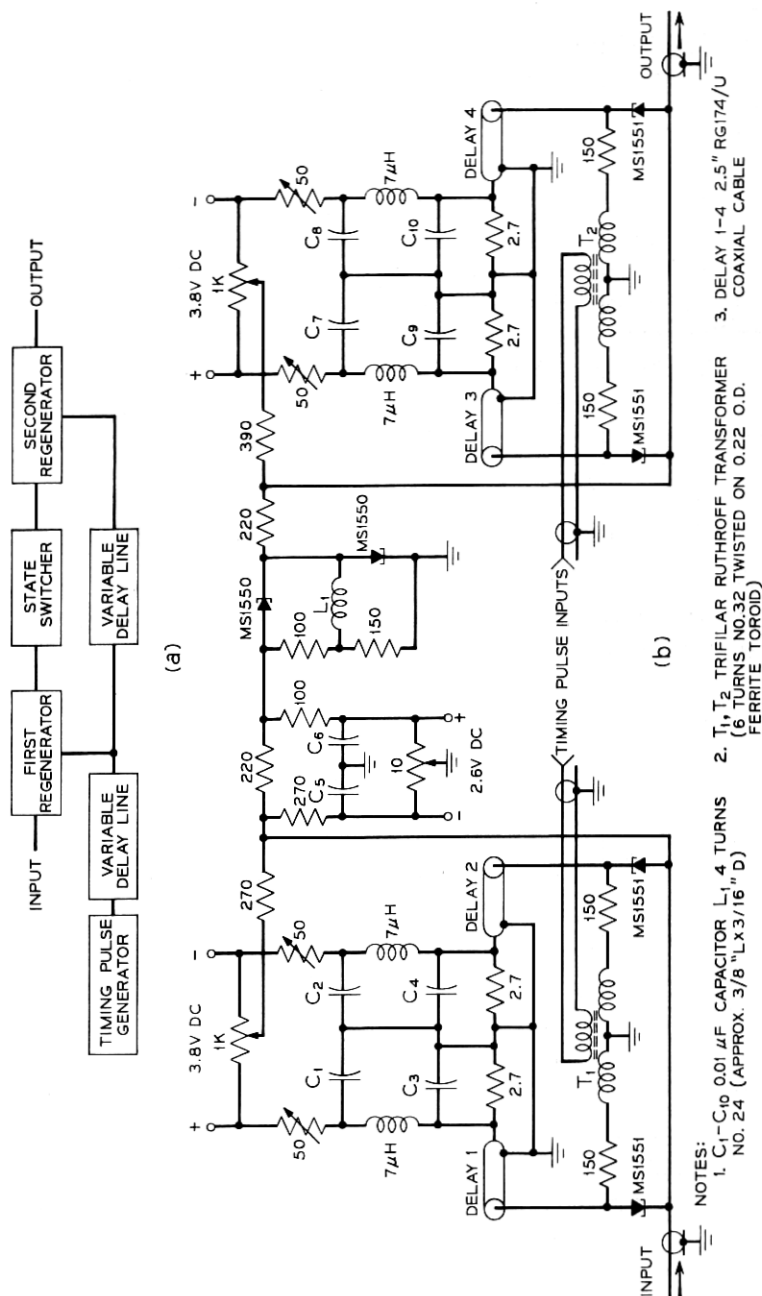 INPUT
FIRST
REGENERATOR
STATE
SWITCHER
SECOND
REGENERATOR
OUTPUT
TIMING PULSE
GENERATOR
VARIABLE
DELAY LINE
VARIABLE
DELAY LINE
(a)
+
3.8V DC
1K
-
50
50
270
C1
C2
7μH
7μH
C3
C4
2.7
2.7
DELAY 1
DELAY 2
150
T1
150
MS1551
MS1551
INPUT
220
270
100
C5
C6
10
-
+
2.6V DC
MS1550
100
L1
150
MS1550
220
390
TIMING PULSE INPUTS
+
3.8V DC
1K
-
50
50
C7
C8
7μH
7μH
C9
C10
2.7
2.7
DELAY 3
DELAY 4
150
T2
150
MS1551
MS1551
OUTPUT
(b)
NOTES:
1. C1-C10 0.01 μF CAPACITOR L1 4 TURNS
NO. 24 (APPROX. 3/8"LX3/16" D)
2. T1,T2 TRIFILAR RUTHROFF TRANSFORMER
(6 TURNS NO.32 TWISTED ON 0.22 O.D.
FERRITE TOROID)
3. DELAY 1-4 2.5" RG174/U
COAXIAL CABLE